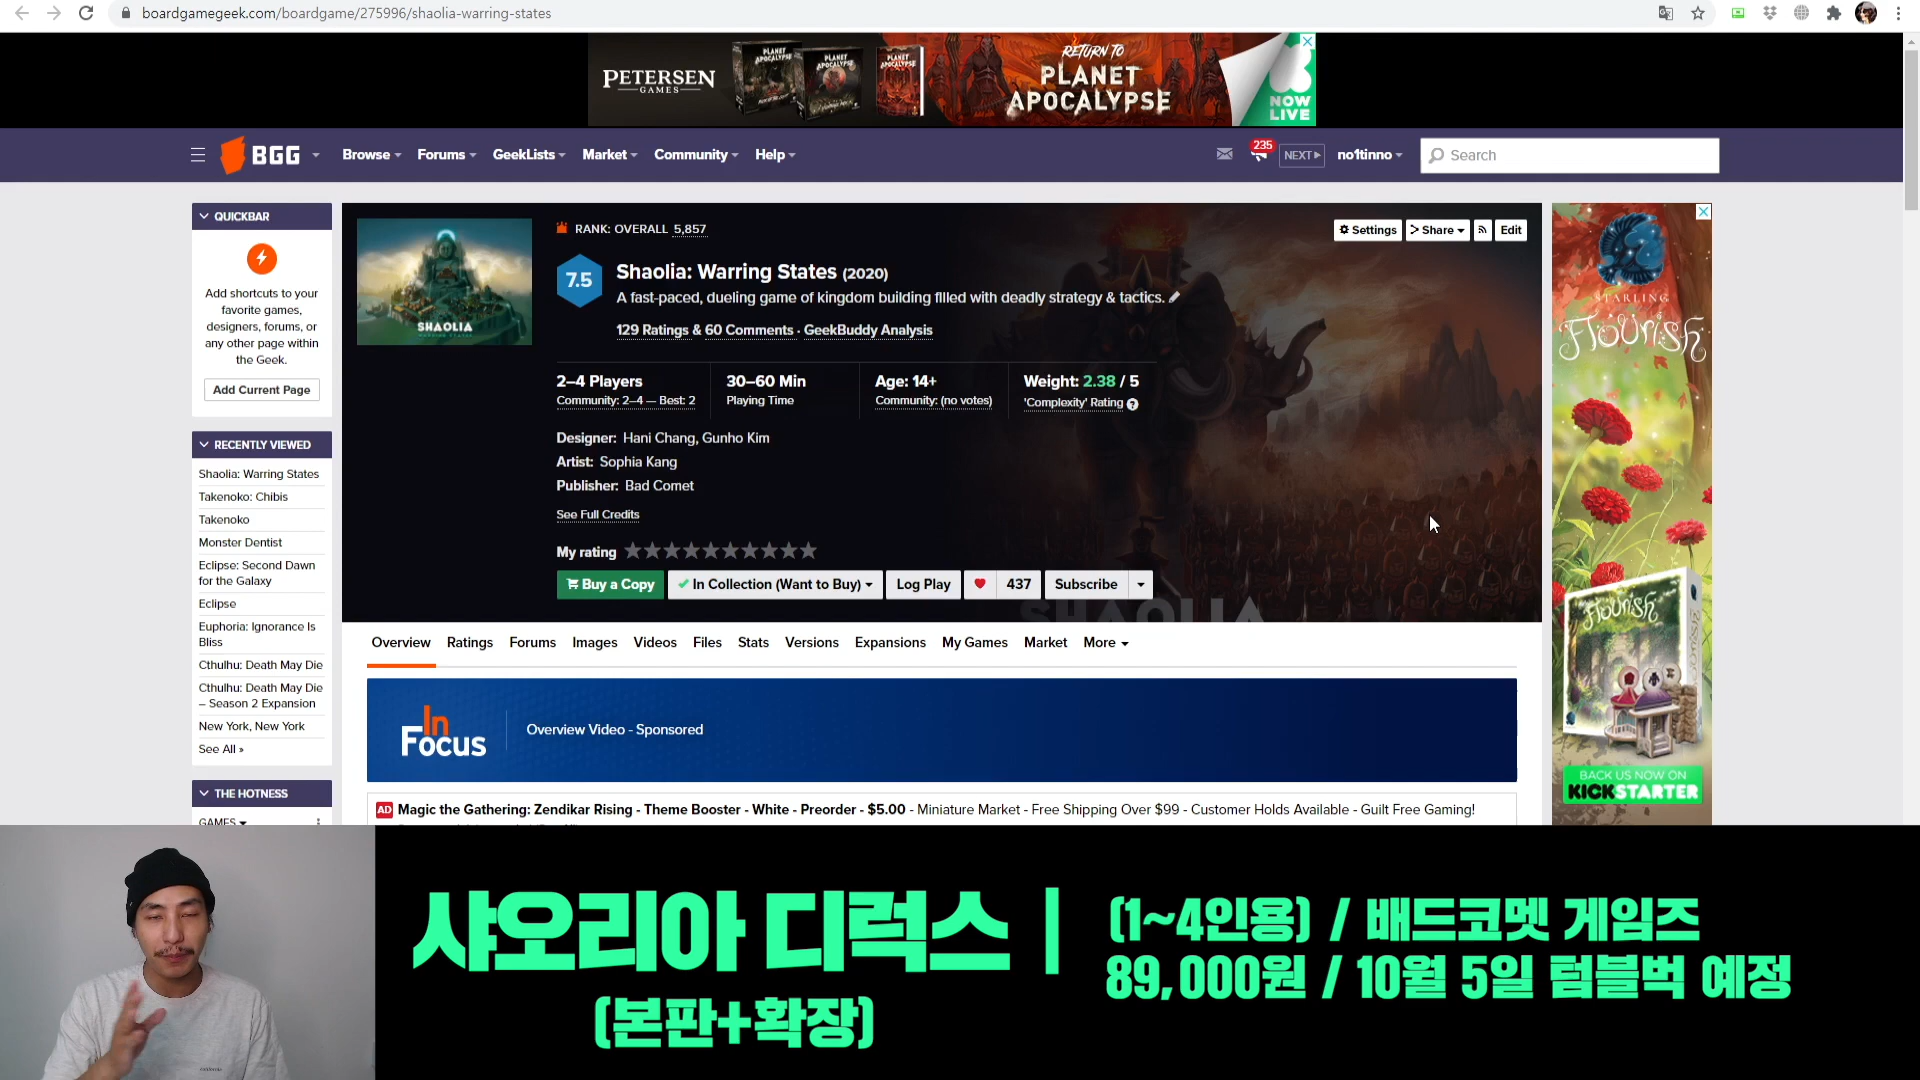 boardgamegeek.com/boardgame/275996/shaolia-warring-states
PETERSEN
GAMES
PLANET
APOCALYPSE
PLANET
APOCALYPSE
PLANET
APOCALYPSE
RETURN TO
PLANET
APOCALYPSE
NOW
LIVE
BGG
Browse
Forums
GeekLists
Market
Community
Help
235
NEXT
no1tinno
Search
QUICKBAR
Add shortcuts to your
favorite games,
designers, forums, or
any other page within
the Geek.
Add Current Page
RECENTLY VIEWED
Shaolia: Warring States
Takenoko: Chibis
Takenoko
Monster Dentist
Eclipse: Second Dawn
for the Galaxy
Eclipse
Euphoria: Ignorance Is
Bliss
Cthulhu: Death May Die
Cthulhu: Death May Die
– Season 2 Expansion
New York, New York
See All »
THE HOTNESS
GAMES
SHAOLIA
WARRING STATES
RANK: OVERALL 5,857
Settings
Share
Edit
7.5
Shaolia: Warring States (2020)
A fast-paced, dueling game of kingdom building filled with deadly strategy & tactics.
129 Ratings & 60 Comments · GeekBuddy Analysis
2–4 Players
Community: 2–4 — Best: 2
30–60 Min
Playing Time
Age: 14+
Community: (no votes)
Weight: 2.38 / 5
'Complexity' Rating ?
Designer: Hani Chang, Gunho Kim
Artist: Sophia Kang
Publisher: Bad Comet
See Full Credits
My rating
Buy a Copy
In Collection (Want to Buy)
Log Play
437
Subscribe
SHAOLIA
Overview
Ratings
Forums
Images
Videos
Files
Stats
Versions
Expansions
My Games
Market
More
In
Focus
Overview Video - Sponsored
AD Magic the Gathering: Zendikar Rising - Theme Booster - White - Preorder - $5.00 - Miniature Market - Free Shipping Over $99 - Customer Holds Available - Guilt Free Gaming!
STARLING
Flourish
Flourish
BACK US NOW ON
KICKSTARTER
샤오리아 디럭스 |
(본판+확장)
(1~4인용) / 배드코멧 게임즈
89,000원 / 10월 5일 텀블벅 예정